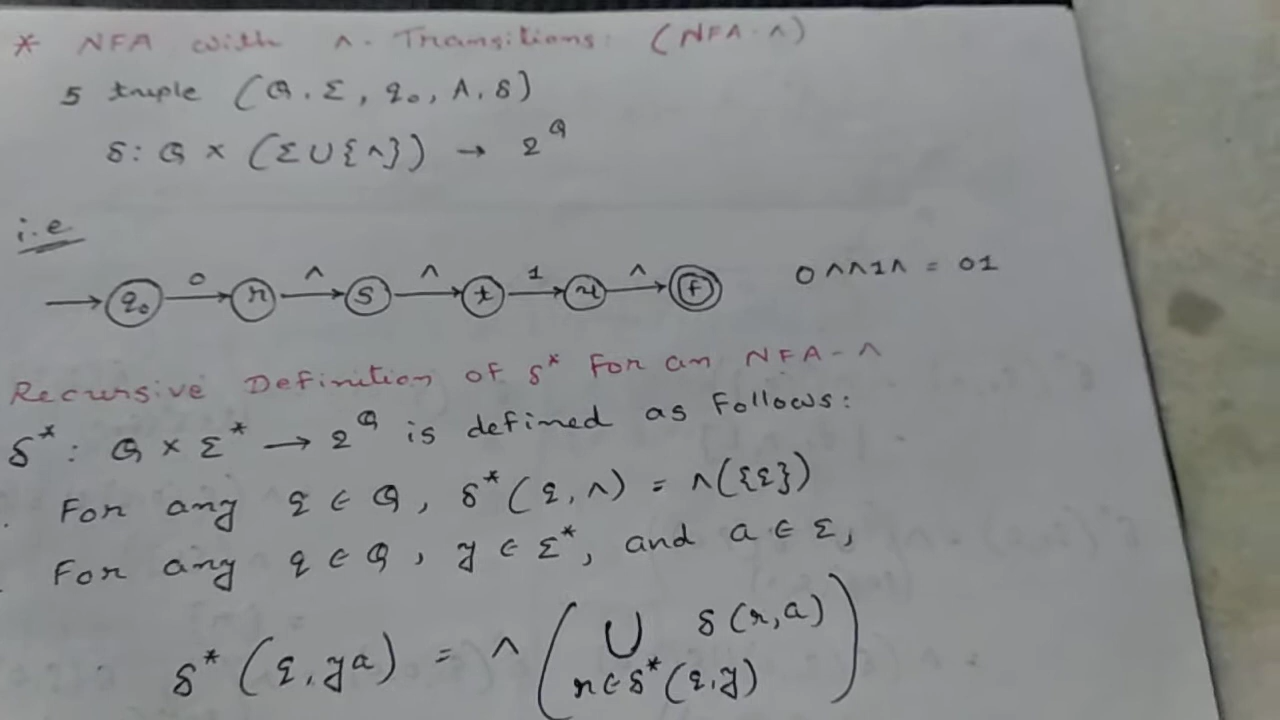 * NFA with ^- Transitions: (NFA-^)
5 tuple (Q, Σ, q₀, A, δ)
δ: Q × (Σ∪{^}) → 2^Q
i.e
q₀ 0 r ^ s ^ t 1 u ^ f 0^^1^ = 01
Recursive Definition of δ* for an NFA-^
δ*: Q × Σ* → 2^Q is defined as follows:
For any q ∈ Q, δ*(q,^) = ^({q})
For any q ∈ Q, y ∈ Σ*, and a ∈ Σ,
δ*(q,ya) = ^(∪ δ(r,a))
r∈δ*(q,y)